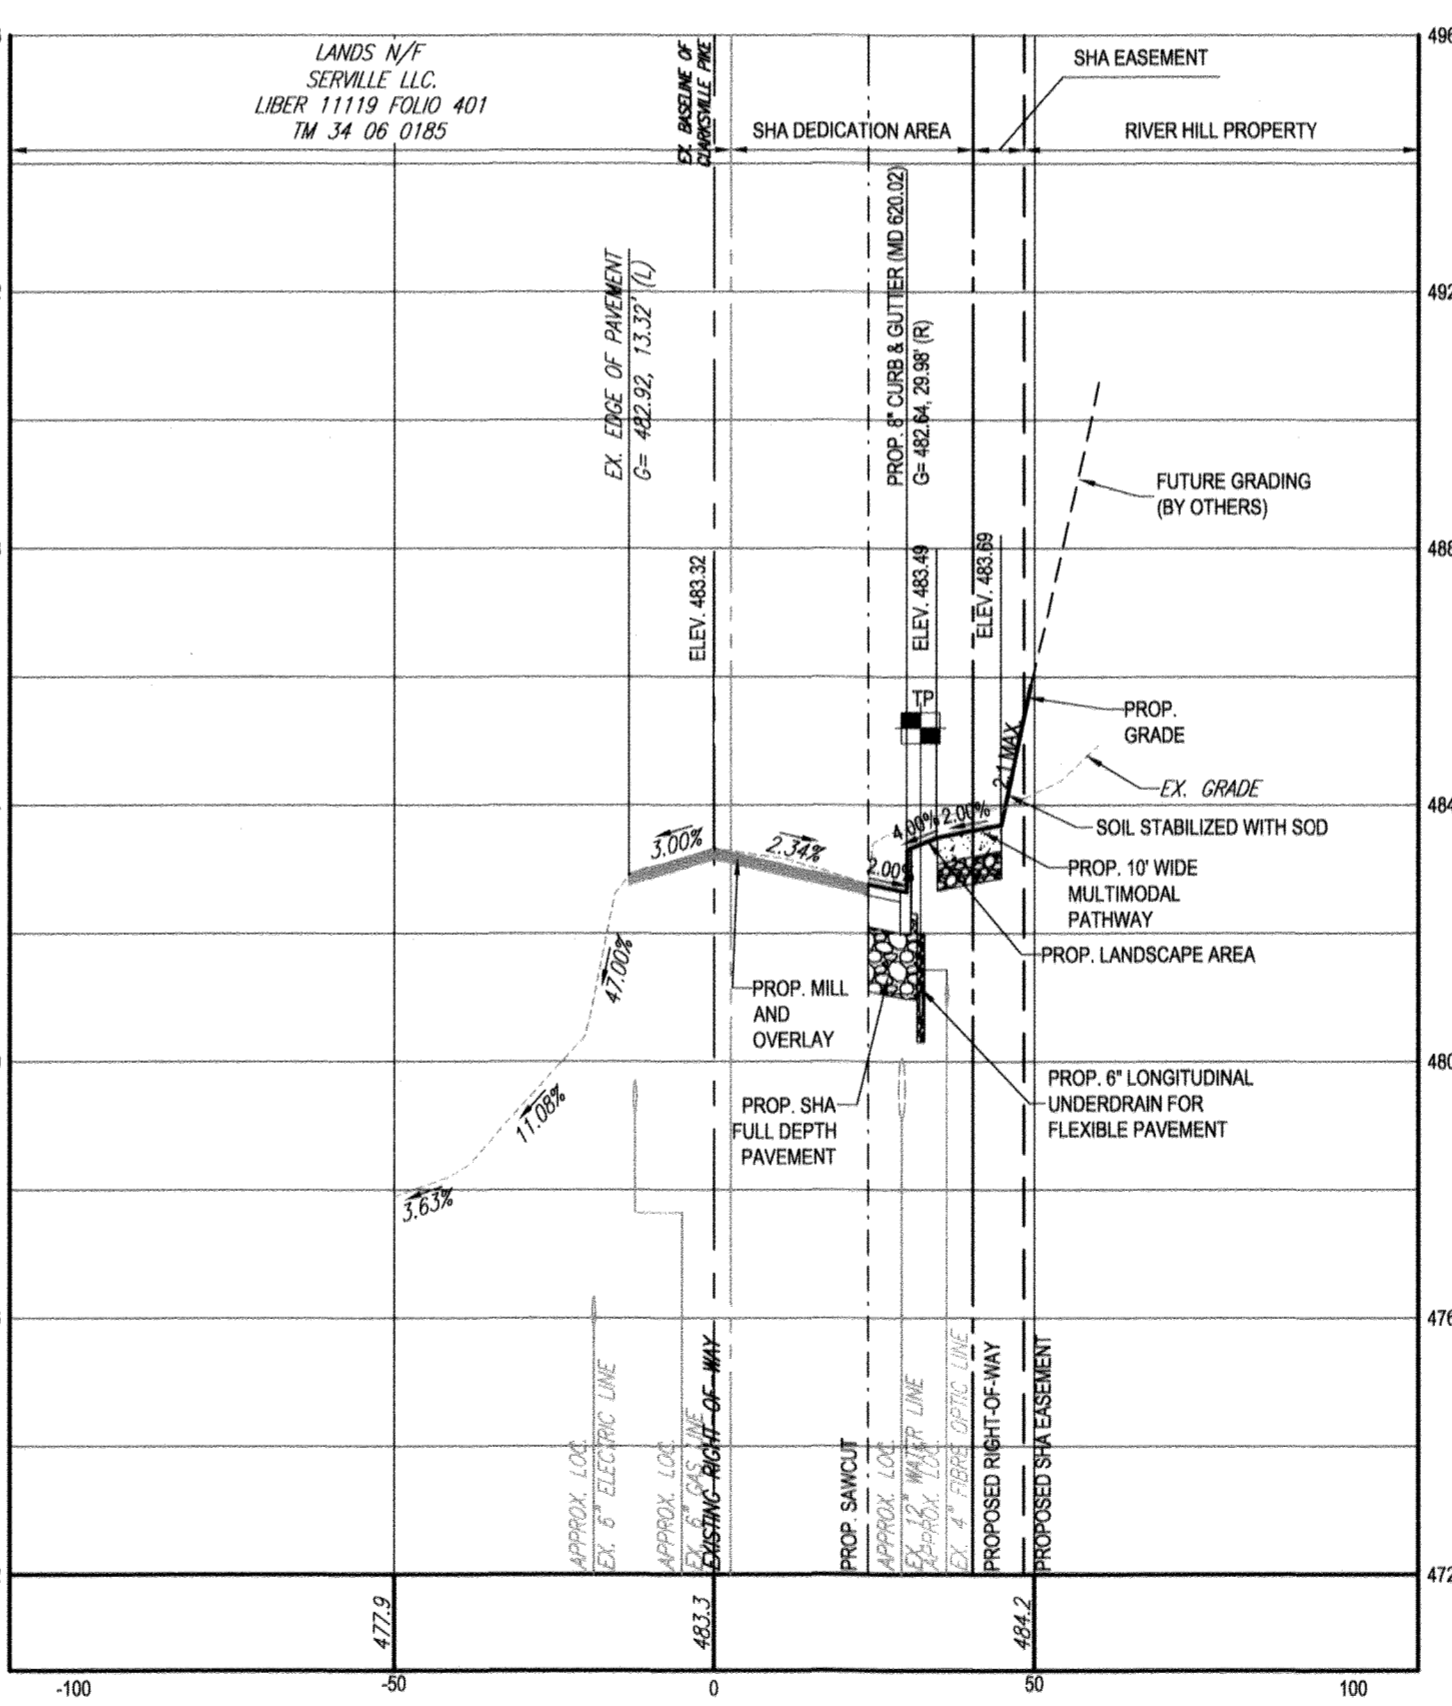 LANDS N/F
SERVILLE LLC.
LIBER 11119 FOLIO 401
TM 34 06 0185
EX. BASELINE OF
CLARKSVILLE PIKE
SHA EASEMENT
SHA DEDICATION AREA
RIVER HILL PROPERTY
496
492
488
484
480
476
472
EX. EDGE OF PAVEMENT
G= 482.92, 13.32' (L)
PROP. 8" CURB & GUTTER (MD 620.02)
G= 482.64, 29.98' (R)
ELEV. 483.32
ELEV. 483.49
ELEV. 483.69
FUTURE GRADING
(BY OTHERS)
TP
PROP.
GRADE
2:1 MAX.
EX. GRADE
SOIL STABILIZED WITH SOD
3.00%
2.34%
2.00%
4.00%
2.00%
PROP. 10' WIDE
MULTIMODAL
PATHWAY
PROP. LANDSCAPE AREA
47.00%
11.08%
3.63%
PROP. MILL
AND
OVERLAY
PROP. SHA
FULL DEPTH
PAVEMENT
PROP. 6" LONGITUDINAL
UNDERDRAIN FOR
FLEXIBLE PAVEMENT
APPROX. LOC.
EX. 6" ELECTRIC LINE
APPROX. LOC.
EX. 6" GAS LINE
EXISTING RIGHT-OF-WAY
PROP. SAWCUT
APPROX. LOC.
EX. 12" WATER LINE
APPROX. LOC.
EX. 4" FIBRE OPTIC LINE
PROPOSED RIGHT-OF-WAY
PROPOSED SHA EASEMENT
477.9
483.3
484.2
-100
-50
0
50
100